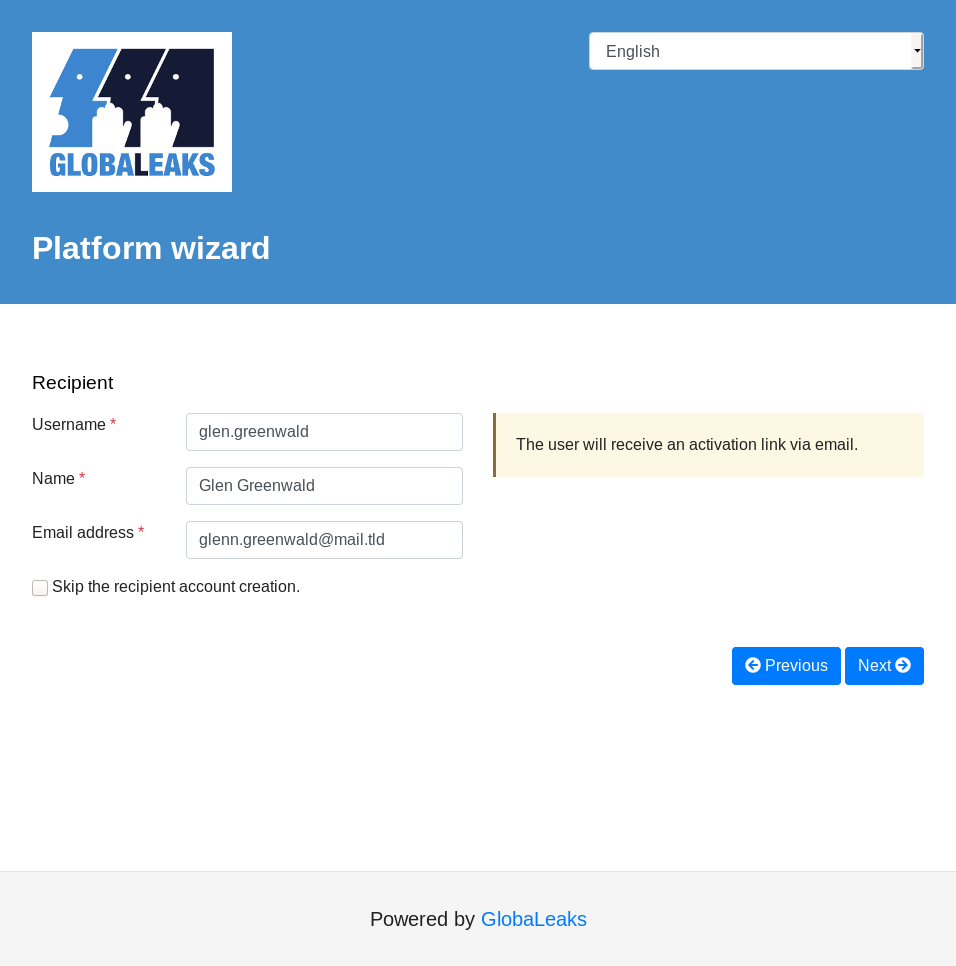 English
GLOBALEAKS
Platform wizard
Recipient
Username *
glen.greenwald
The user will receive an activation link via email.
Name *
Glen Greenwald
Email address *
glenn.greenwald@mail.tld
Skip the recipient account creation.
Previous
Next
Powered by GlobaLeaks